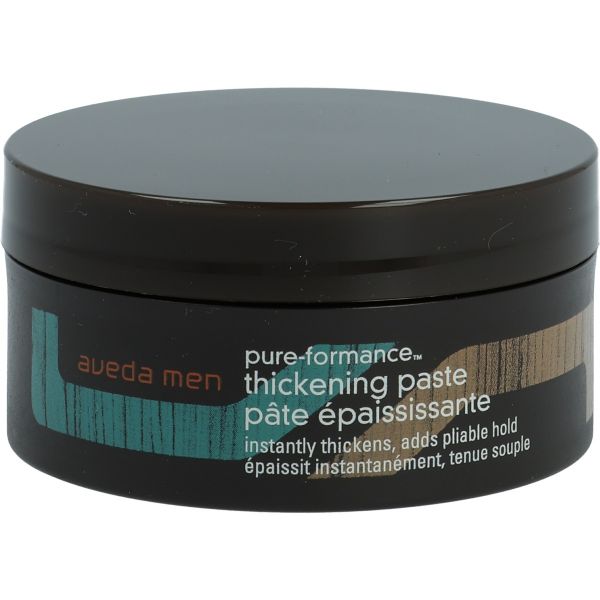 aveda men
pure-formance™
thickening paste
pâte épaississante
instantly thickens, adds pliable hold
épaissit instantanément, tenue souple